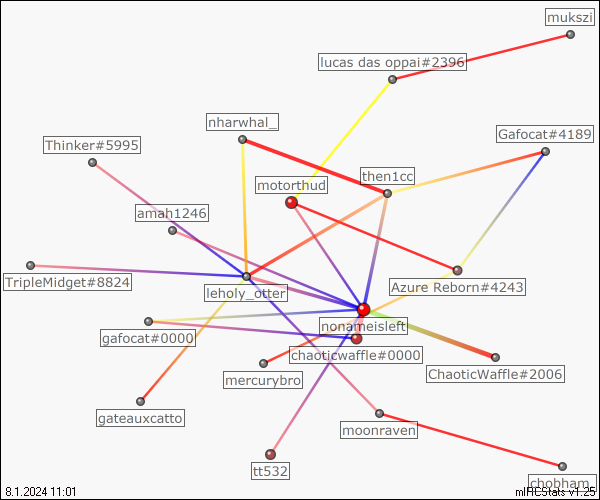 mukszi
lucas das oppai#2396
nharwhal_
Gafocat#4189
Thinker#5995
then1cc
motorthud
amah1246
TripleMidget#8824
leholy_otter
Azure Reborn#4243
nonameisleft
gafocat#0000
chaoticwaffle#0000
mercurybro
ChaoticWaffle#2006
gateauxcatto
moonraven
tt532
chobham_
8.1.2024 11:01
mIRCStats v1.25